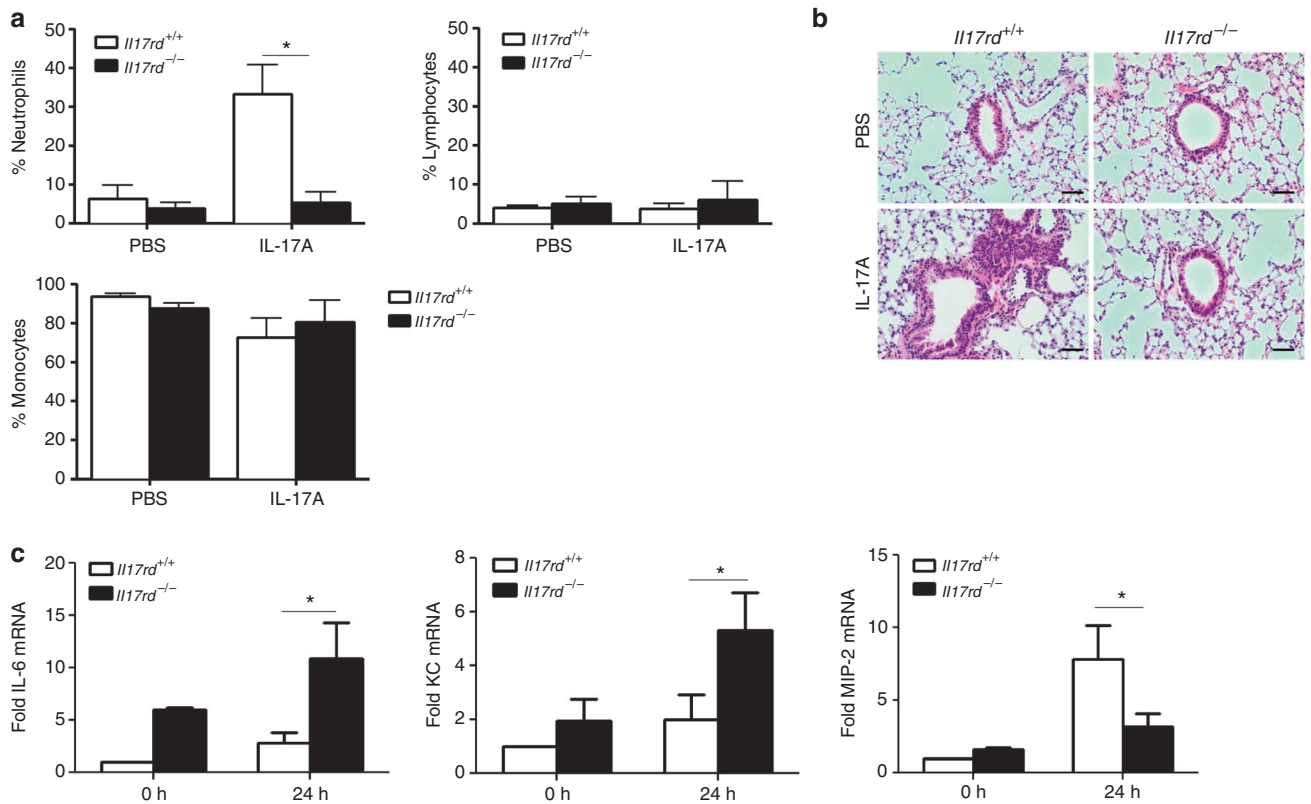 a
50
40
30
20
10
0
% Neutrophils
Il17rd+/+
Il17rd−/−
*
PBS
IL-17A
50
40
30
20
10
0
% Lymphocytes
Il17rd+/+
Il17rd−/−
PBS
IL-17A
100
80
60
40
20
0
% Monocytes
Il17rd+/+
Il17rd−/−
PBS
IL-17A
b
Il17rd+/+
Il17rd−/−
PBS
IL-17A
c
20
15
10
5
0
Fold IL-6 mRNA
Il17rd+/+
Il17rd−/−
*
0 h
24 h
8
6
4
2
0
Fold KC mRNA
Il17rd+/+
Il17rd−/−
*
0 h
24 h
15
10
5
0
Fold MIP-2 mRNA
Il17rd+/+
Il17rd−/−
*
0 h
24 h